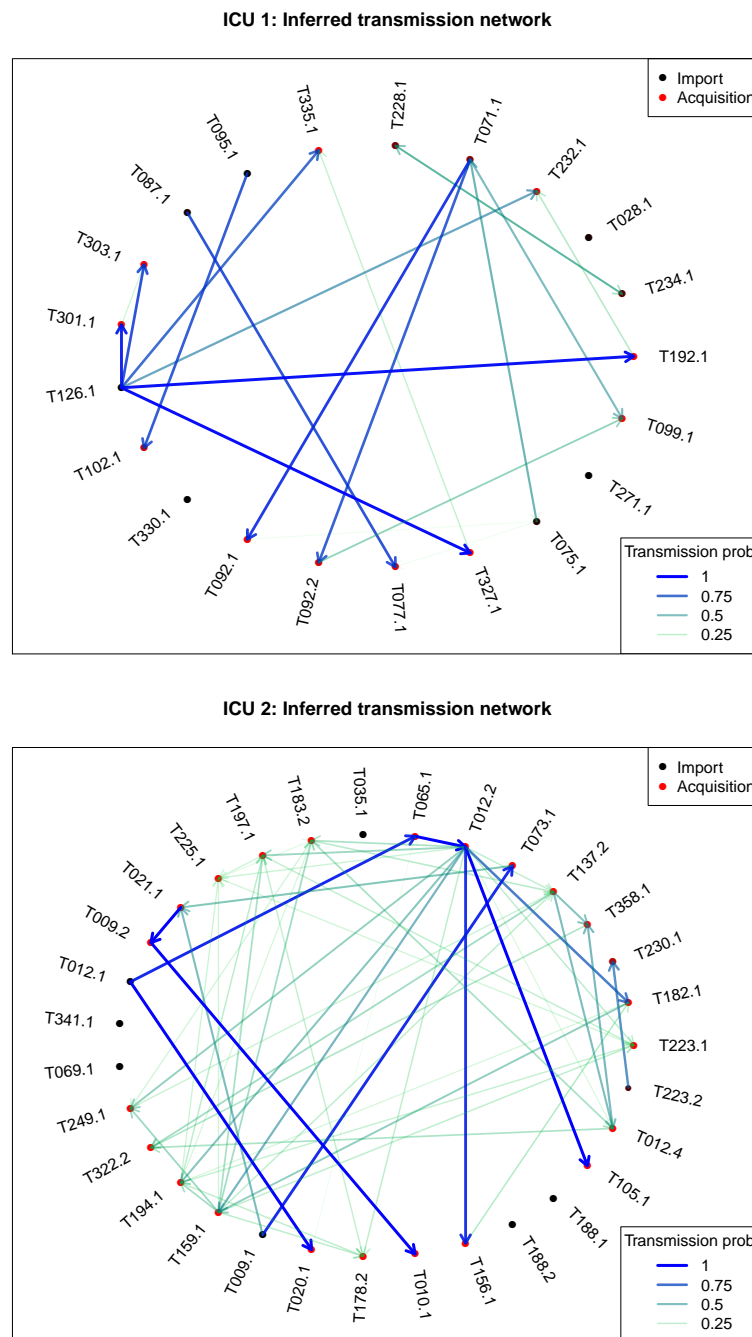 ICU 1: Inferred transmission network
Import
Acquisition
T228.1
T071.1
T335.1
T232.1
T095.1
T028.1
T087.1
T234.1
T303.1
T192.1
T301.1
T126.1
T099.1
T102.1
T271.1
T330.1
T075.1
T092.1
T327.1
T092.2
T077.1
Transmission prob
1
0.75
0.5
0.25
ICU 2: Inferred transmission network
Import
Acquisition
T035.1
T065.1
T012.2
T183.2
T073.1
T197.1
T137.2
T225.1
T358.1
T021.1
T230.1
T009.2
T182.1
T012.1
T223.1
T341.1
T069.1
T223.2
T249.1
T012.4
T322.2
T105.1
T194.1
T188.1
T159.1
T188.2
T009.1
T156.1
T020.1
T010.1
T178.2
Transmission prob
1
0.75
0.5
0.25